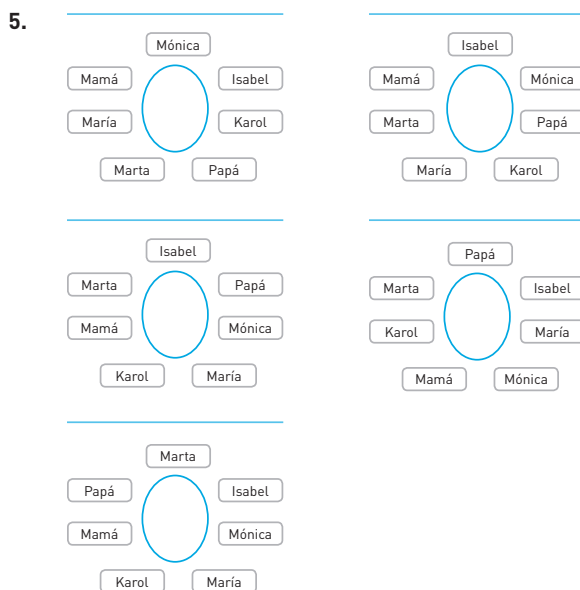 5.
Mónica
Mamá Isabel
María Karol
Marta Papá
Isabel
Mamá Mónica
Marta Papá
María Karol
Isabel
Marta Papá
Mamá Mónica
Karol María
Papá
Marta Isabel
Karol María
Mamá Mónica
Marta
Papá Isabel
Mamá Mónica
Karol María